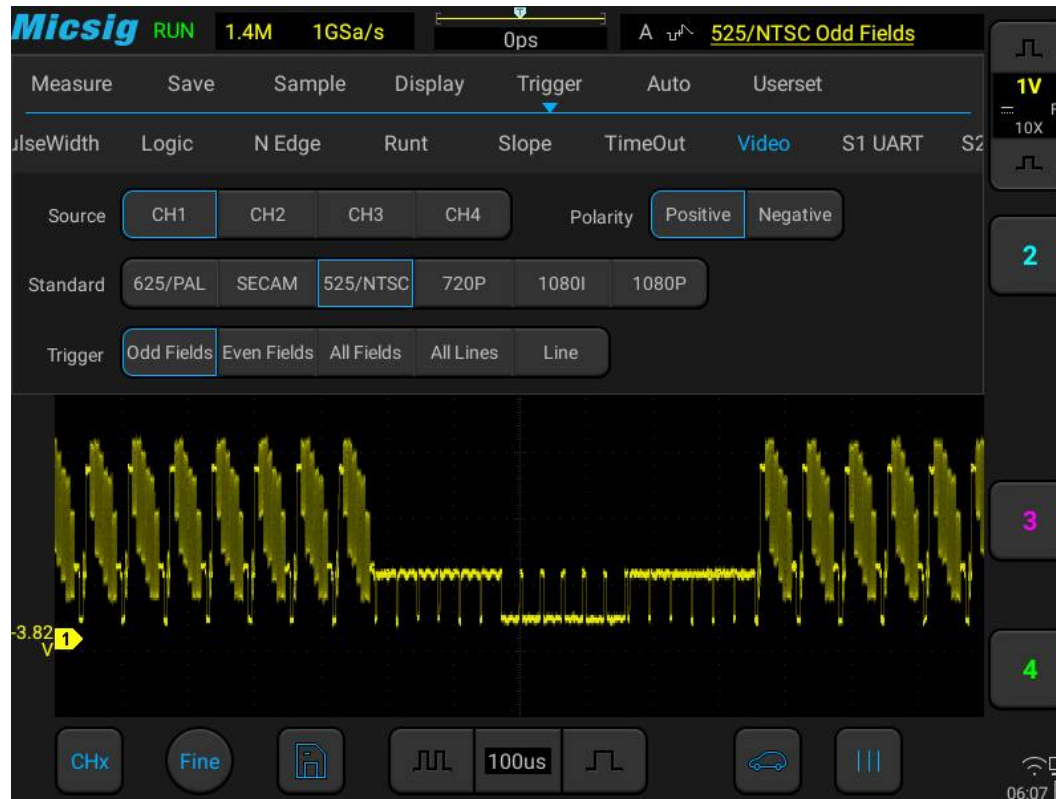 Micsig RUN 1.4M 1GSa/s 0ps A 525/NTSC Odd Fields
Measure Save Sample Display Trigger Auto Userset
ulseWidth Logic N Edge Runt Slope TimeOut Video S1 UART S2
1V
10X F
Source CH1 CH2 CH3 CH4 Polarity Positive Negative
2
Standard 625/PAL SECAM 525/NTSC 720P 1080I 1080P
Trigger Odd Fields Even Fields All Fields All Lines Line
3
-3.82
V 1
4
CHx Fine 100us
06:07